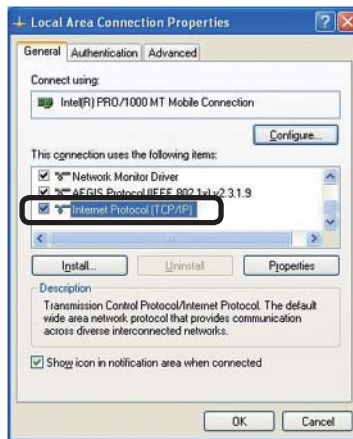 Local Area Connection Properties
General Authentication Advanced
Connect using:
Intel(R) PRO/1000 MT Mobile Connection
Configure...
This connection uses the following items:
Network Monitor Driver
AEGIS Protocol (IEEE 802.1x) v2.3.1.9
Internet Protocol (TCP/IP)
Install... Uninstall Properties
Description
Transmission Control Protocol/Internet Protocol. The default
wide area network protocol that provides communication
across diverse interconnected networks.
Show icon in notification area when connected
OK Cancel